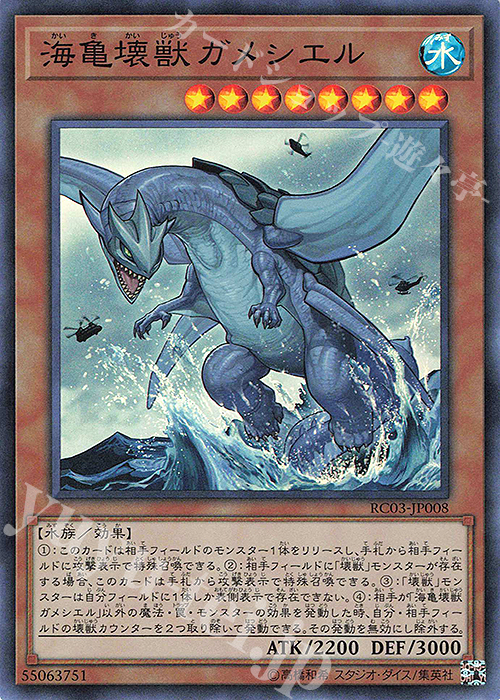 海亀壊獣ガメシエル
水
RC03-JP008
【水族/効果】
①:このカードは相手フィールドのモンスター1体をリリースし、手札から相手フィー
ルドに攻撃表示で特殊召喚できる。②:相手フィールドに「壊獣」モンスターが存在
する場合、このカードは手札から攻撃表示で特殊召喚できる。③:「壊獣」モンス
ターは自分フィールドに1体しか表側表示で存在できない。④:相手が「海亀壊獣
ガメシエル」以外の魔法・罠・モンスターの効果を発動した時、自分・相手フィール
ドの壊獣カウンターを2つ取り除いて発動できる。その発動を無効にし除外する。
ATK/2200 DEF/3000
55063751
©高橋和希 スタジオ・ダイス/集英社